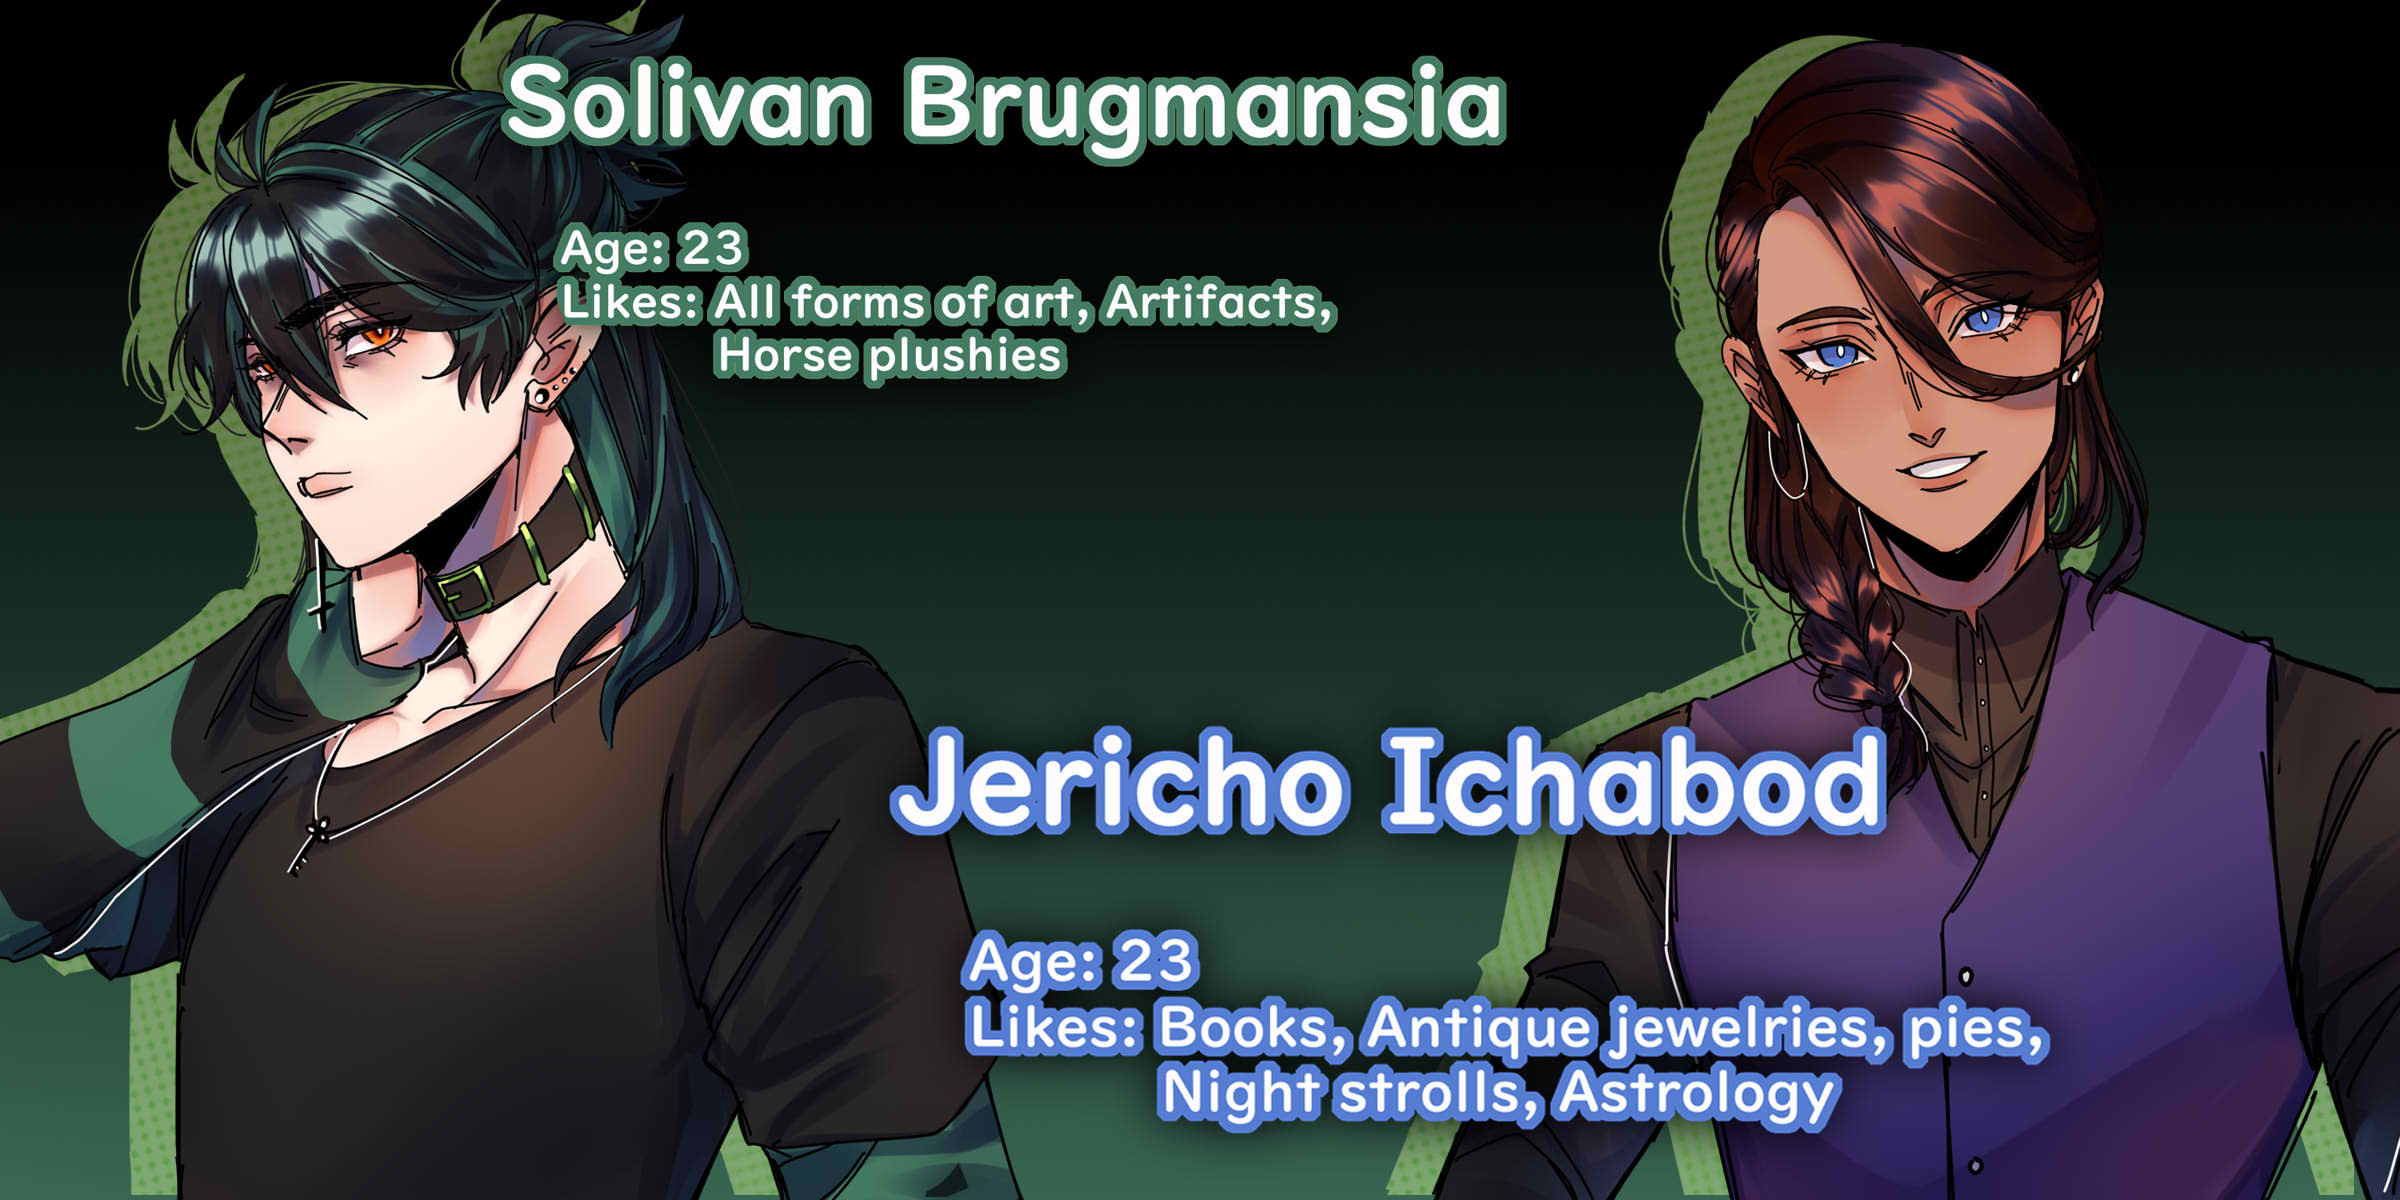 Solivan Brugmansia
Age: 23
Likes: All forms of art, Artifacts,
Horse plushies
Jericho Ichabod
Age: 23
Likes: Books, Antique jewelries, pies,
Night strolls, Astrology